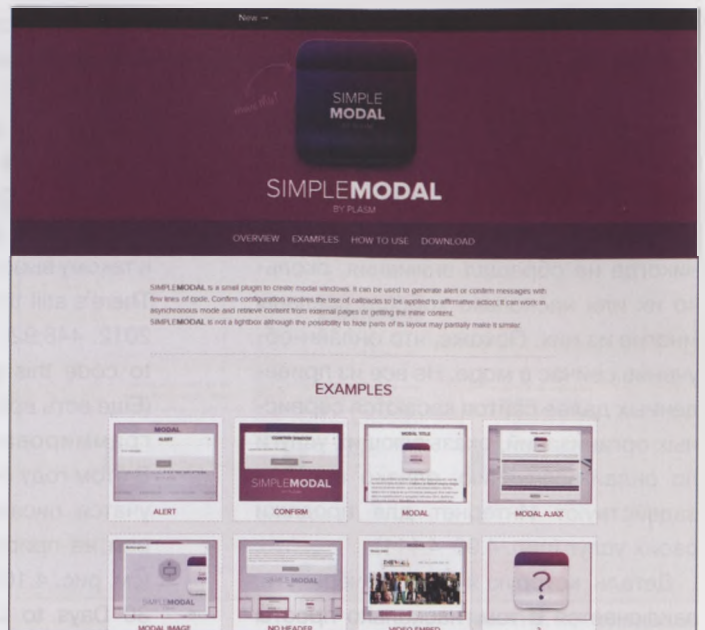 New →
SIMPLE
MODAL
SIMPLEMODAL
BY PLASM
OVERVIEW EXAMPLES HOW TO USE DOWNLOAD
SIMPLEMODAL is a small plugin to create modal windows. It can be used to generate alert or confirm messages with
few lines of code. Confirm configuration involves the use of callbacks to be applied to affirmative action; it can work in
asynchronous mode and retrieve content from external pages or getting the inline content.
SIMPLEMODAL is not a lightbox although the possibility to hide parts of its layout may partially make it similar.
EXAMPLES
MODAL
ALERT
MODAL TITLE
SIMPLEMODAL
ALERT
CONFIRM
MODAL
MODAL AJAX
SIMPLEMODAL
?
MODAL IMAGE
NO HEADER
VIDEO EMBED